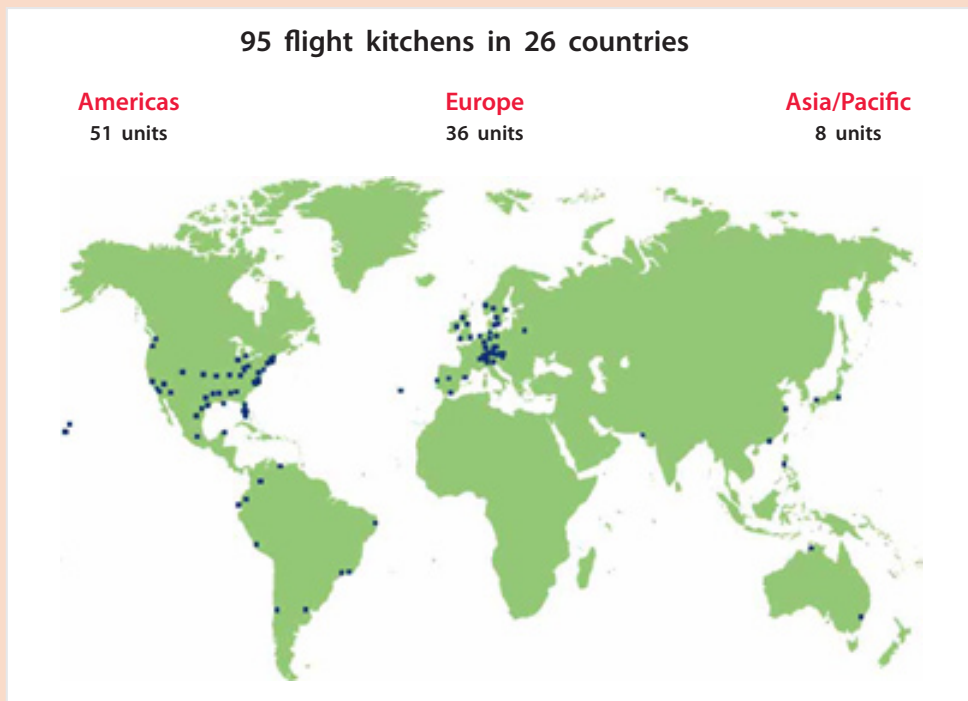 95 flight kitchens in 26 countries
Americas
51 units
Europe
36 units
Asia/Pacific
8 units